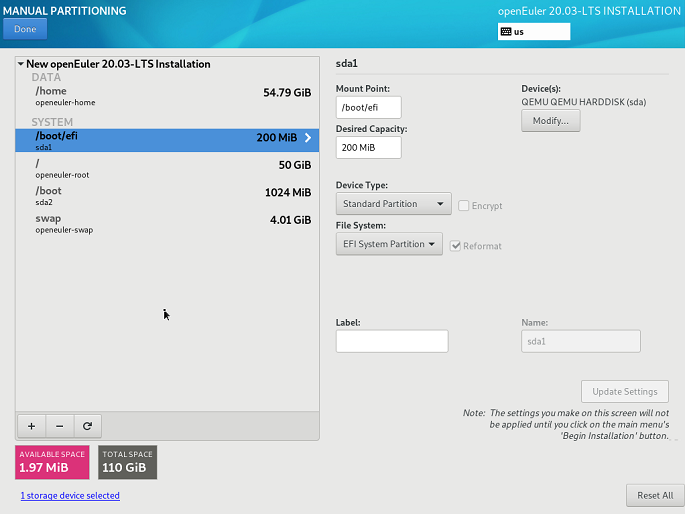 MANUAL PARTITIONING
openEuler 20.03-LTS INSTALLATION
Done
us
New openEuler 20.03-LTS Installation
DATA
/home
54.79 GiB
openeuler-home
SYSTEM
/boot/efi
200 MiB
sda1
/
50 GiB
openeuler-root
/boot
1024 MiB
sda2
swap
4.01 GiB
openeuler-swap
+ −
AVAILABLE SPACE
1.97 MiB
TOTAL SPACE
110 GiB
1 storage device selected
sda1
Mount Point:
/boot/efi
Device(s):
QEMU QEMU HARDDISK (sda)
Modify...
Desired Capacity:
200 MiB
Device Type:
Standard Partition
Encrypt
File System:
EFI System Partition
Reformat
Label:
Name:
sda1
Update Settings
Note: The settings you make on this screen will not
be applied until you click on the main menu's
'Begin Installation' button.
Reset All